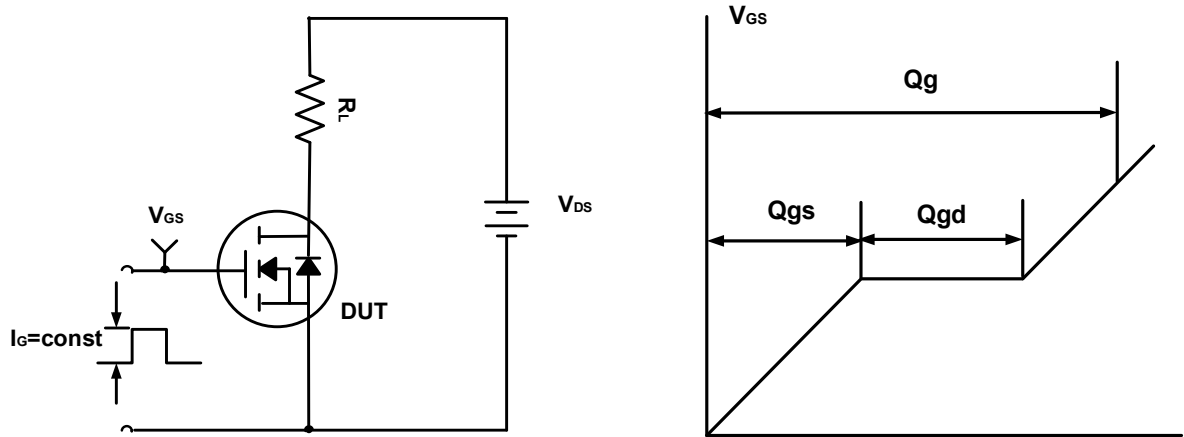 RL
VGS
DUT
IG=const
VDS
VGS
Qg
Qgs
Qgd